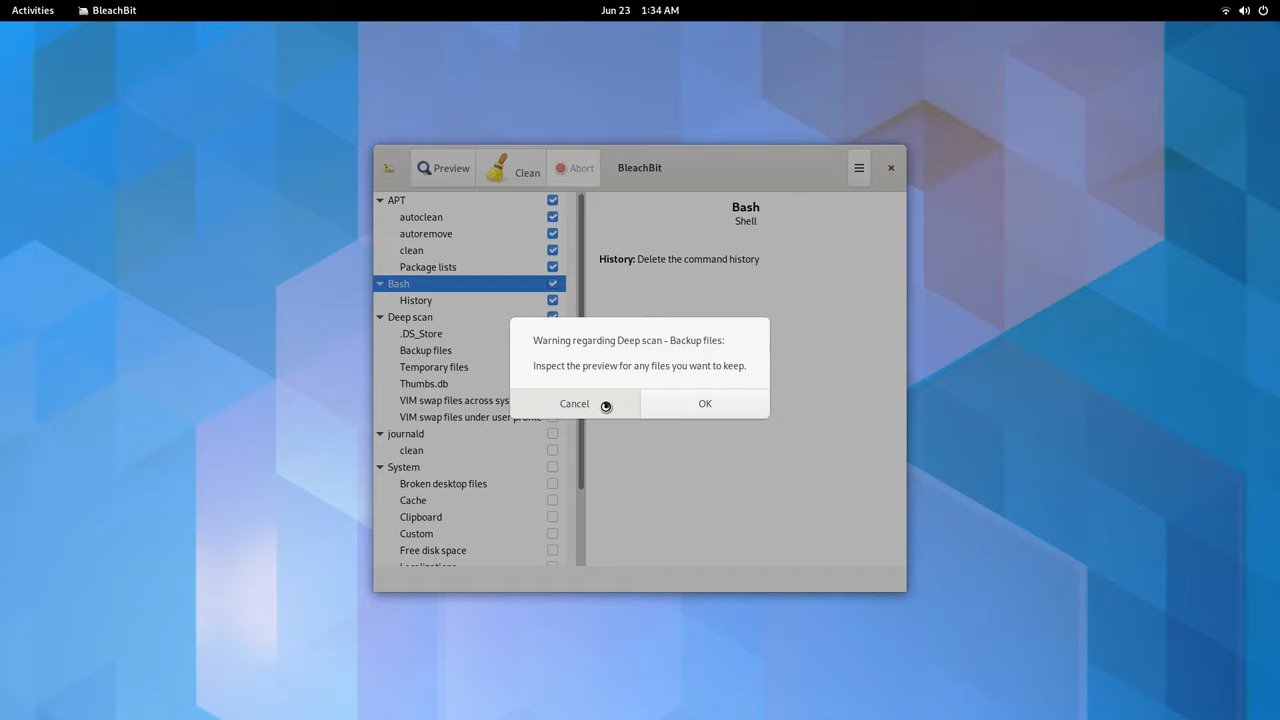 Activities
BleachBit
Jun 23 1:34 AM
Preview
Clean
Abort
BleachBit
APT
autoclean
autoremove
clean
Package lists
Bash
History
Deep scan
.DS_Store
Backup files
Temporary files
Thumbs.db
VIM swap files across sys
VIM swap files under user
journald
clean
System
Broken desktop files
Cache
Clipboard
Custom
Free disk space
Bash
Shell
History: Delete the command history
Warning regarding Deep scan - Backup files:
Inspect the preview for any files you want to keep.
Cancel
OK